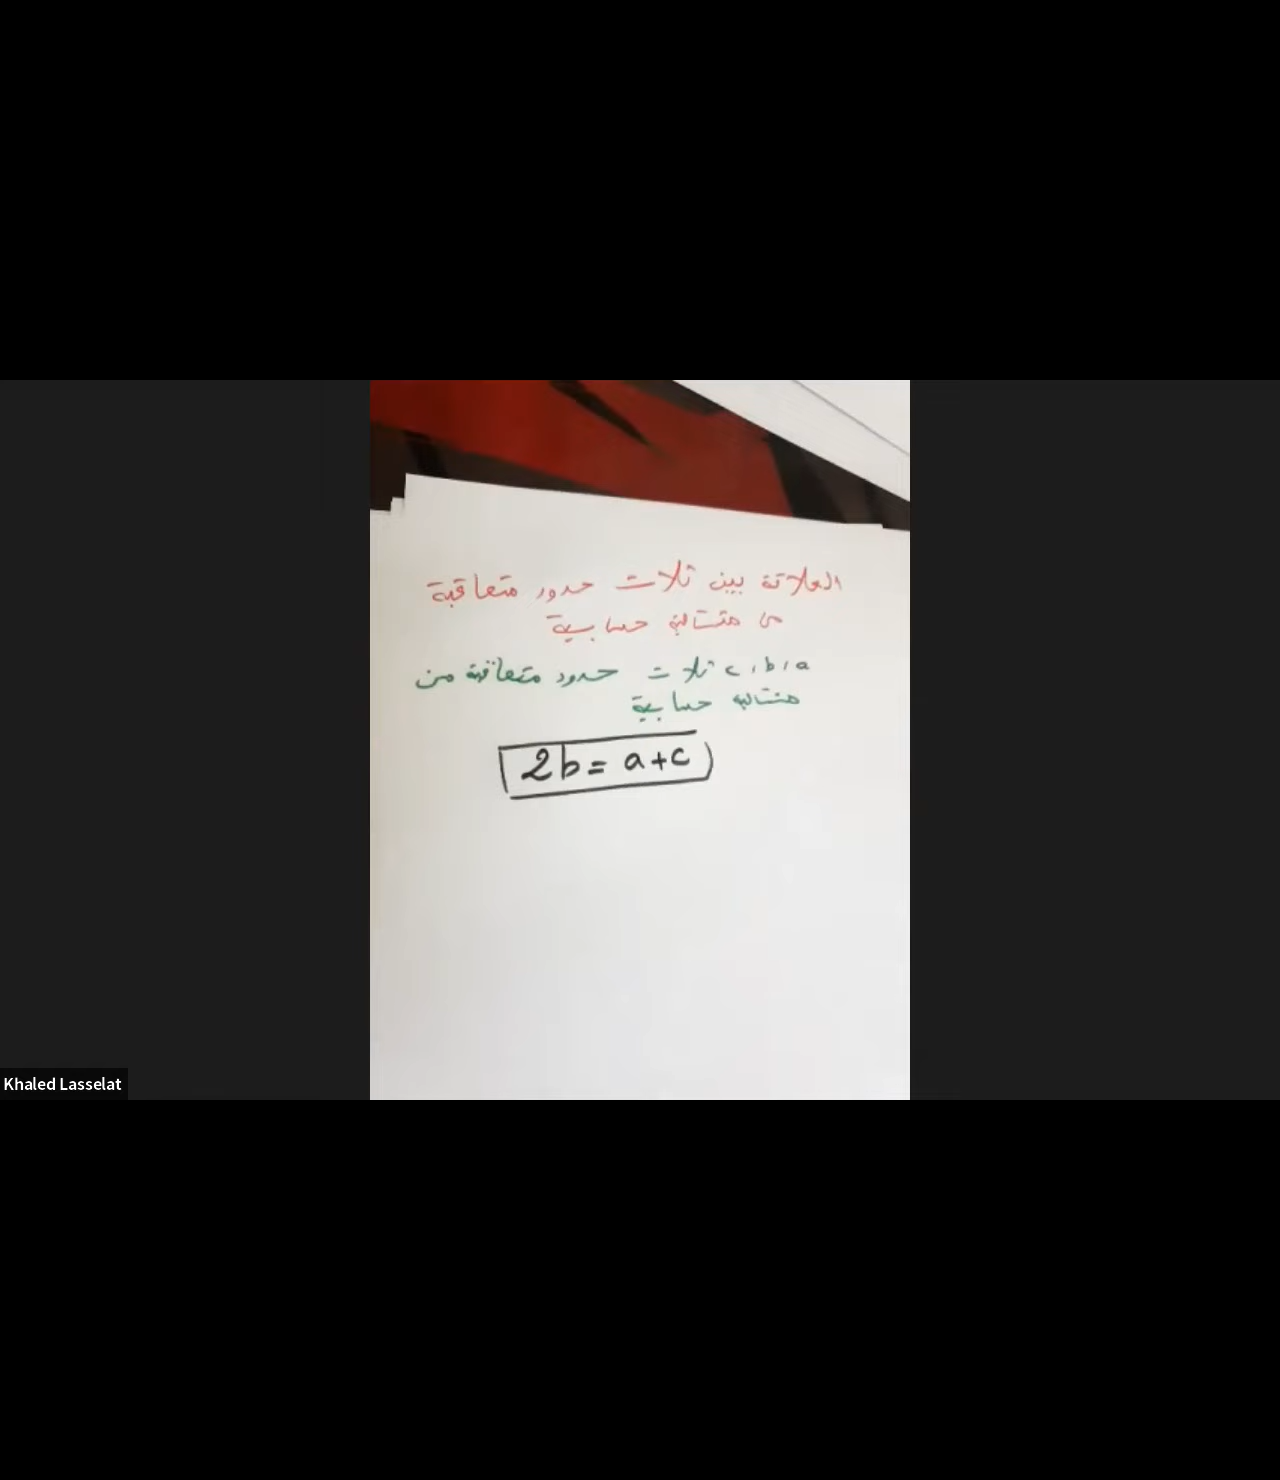 العلاقة بين ثلاث حدود متعاقبة
من متتالية حسابية
c ، b ، a ثلاث حدود متعاقبة من
متتالية حسابية
2b = a+c
Khaled Lasselat